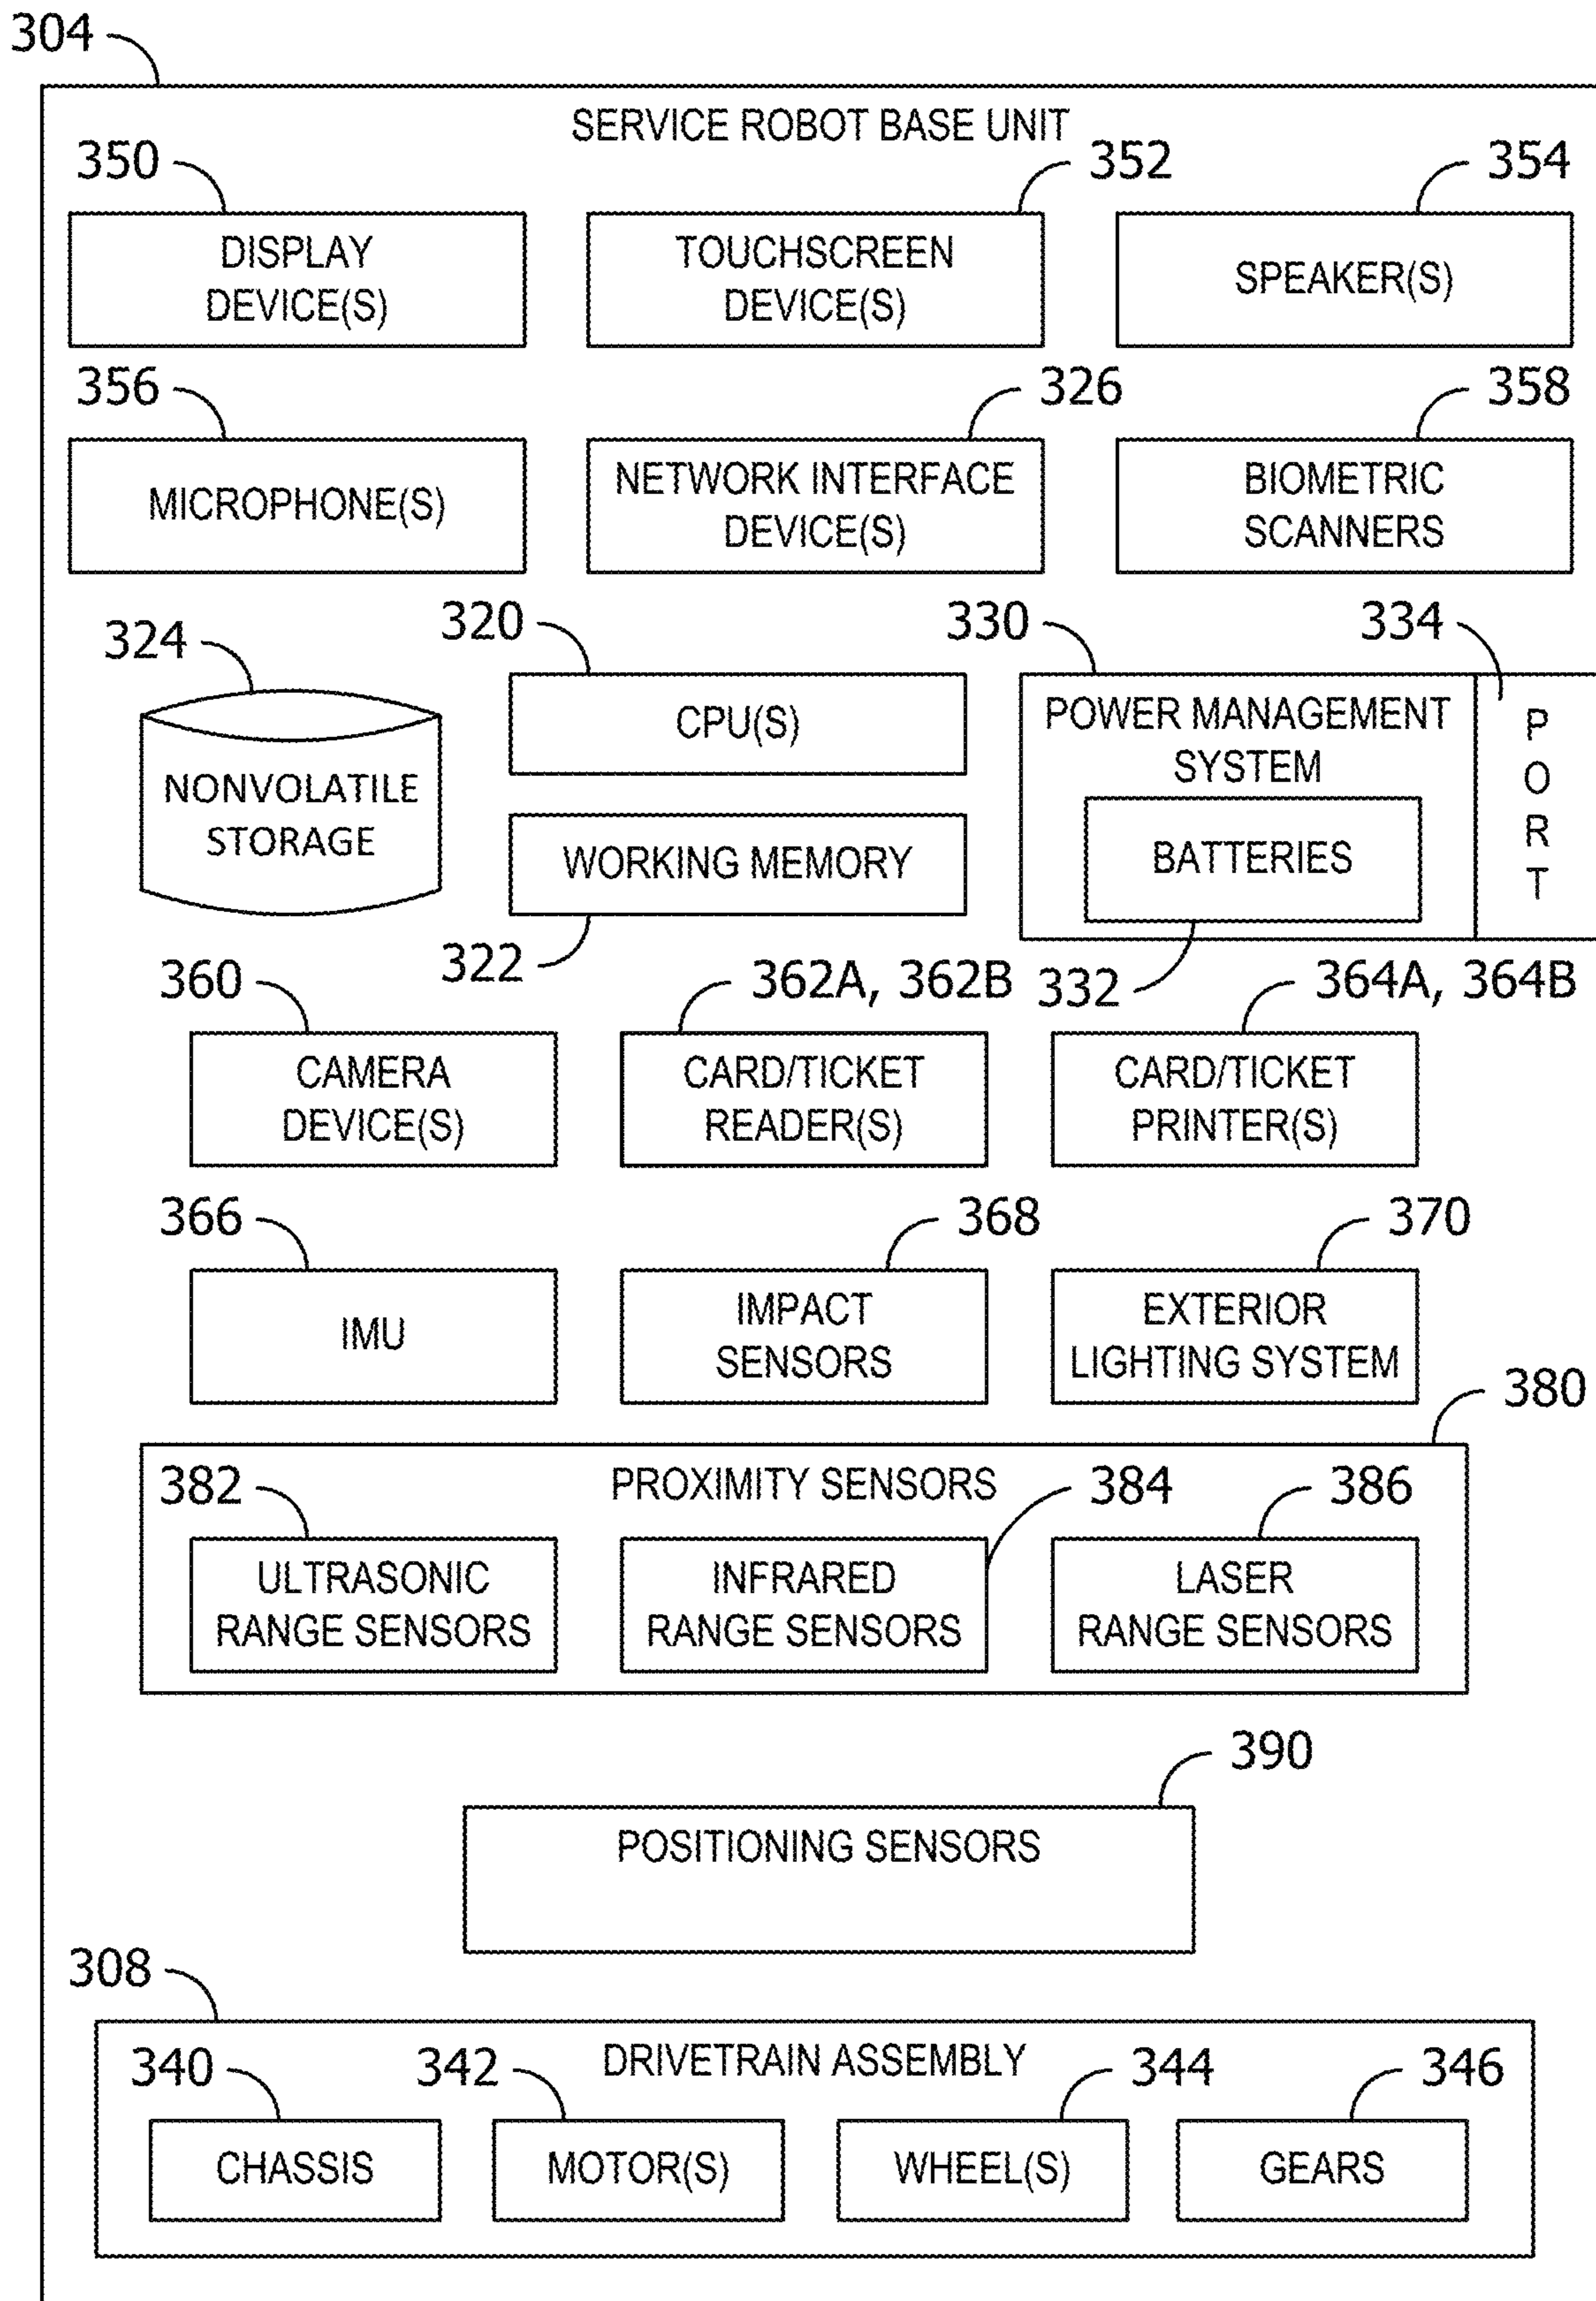 304
SERVICE ROBOT BASE UNIT
350
352
354
DISPLAY
DEVICE(S)
TOUCHSCREEN
DEVICE(S)
SPEAKER(S)
356
326
358
MICROPHONE(S)
NETWORK INTERFACE
DEVICE(S)
BIOMETRIC
SCANNERS
324
320
330
334
NONVOLATILE
STORAGE
CPU(S)
WORKING MEMORY
322
POWER MANAGEMENT
SYSTEM
BATTERIES
332
P
O
R
T
360
362A, 362B
364A, 364B
CAMERA
DEVICE(S)
CARD/TICKET
READER(S)
CARD/TICKET
PRINTER(S)
366
368
370
IMU
IMPACT
SENSORS
EXTERIOR
LIGHTING SYSTEM
380
PROXIMITY SENSORS
382
384
386
ULTRASONIC
RANGE SENSORS
INFRARED
RANGE SENSORS
LASER
RANGE SENSORS
390
POSITIONING SENSORS
308
DRIVETRAIN ASSEMBLY
340
342
344
346
CHASSIS
MOTOR(S)
WHEEL(S)
GEARS